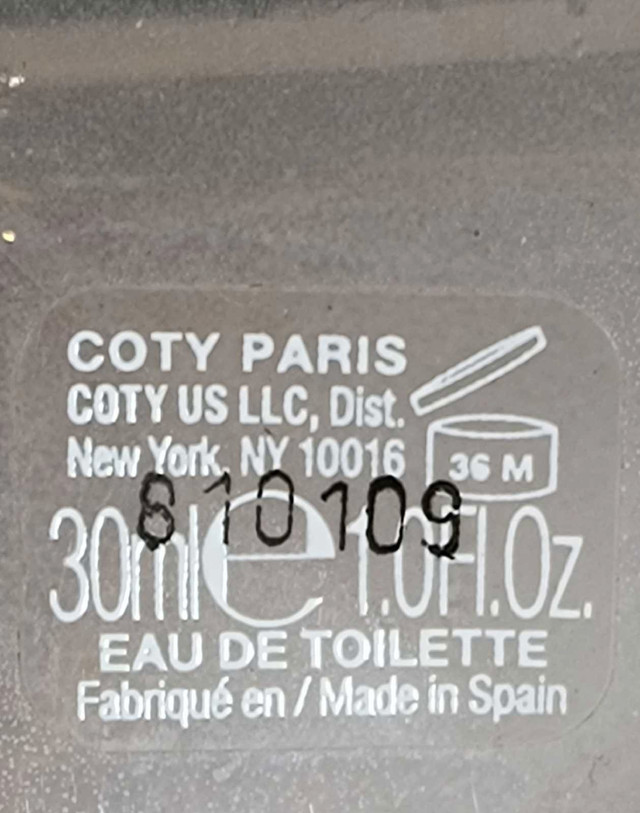 COTY PARIS
COTY US LLC, Dist.
New York, NY 10016
36 M
810109
30ml e 1.0Fl.Oz.
EAU DE TOILETTE
Fabriqué en / Made in Spain